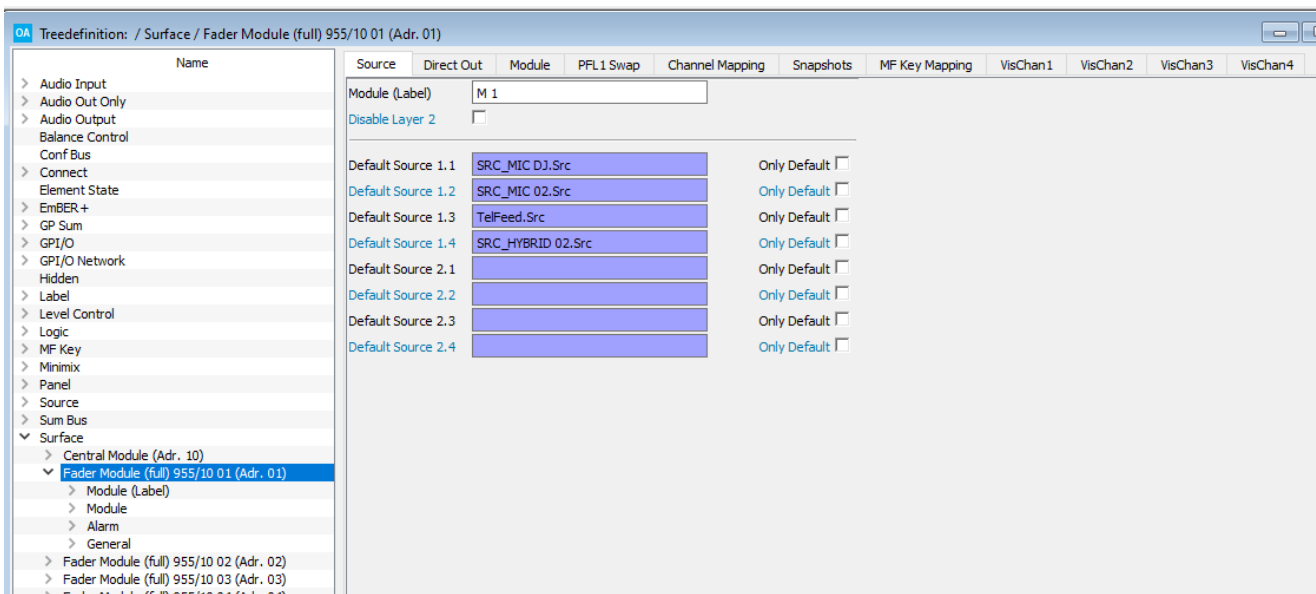 OA Treedefinition: / Surface / Fader Module (full) 955/10 01 (Adr. 01)
Name
Audio Input
Audio Out Only
Audio Output
Balance Control
Conf Bus
Connect
Element State
EmBER+
GP Sum
GPI/O
GPI/O Network
Hidden
Label
Level Control
Logic
MF Key
Minimix
Panel
Source
Sum Bus
Surface
Central Module (Adr. 10)
Fader Module (full) 955/10 01 (Adr. 01)
Module (Label)
Module
Alarm
General
Fader Module (full) 955/10 02 (Adr. 02)
Fader Module (full) 955/10 03 (Adr. 03)
Source Direct Out Module PFL1 Swap Channel Mapping Snapshots MF Key Mapping VisChan1 VisChan2 VisChan3 VisChan4
Module (Label) M 1
Disable Layer 2
Default Source 1.1 SRC_MIC DJ.Src Only Default
Default Source 1.2 SRC_MIC 02.Src Only Default
Default Source 1.3 TelFeed.Src Only Default
Default Source 1.4 SRC_HYBRID 02.Src Only Default
Default Source 2.1 Only Default
Default Source 2.2 Only Default
Default Source 2.3 Only Default
Default Source 2.4 Only Default